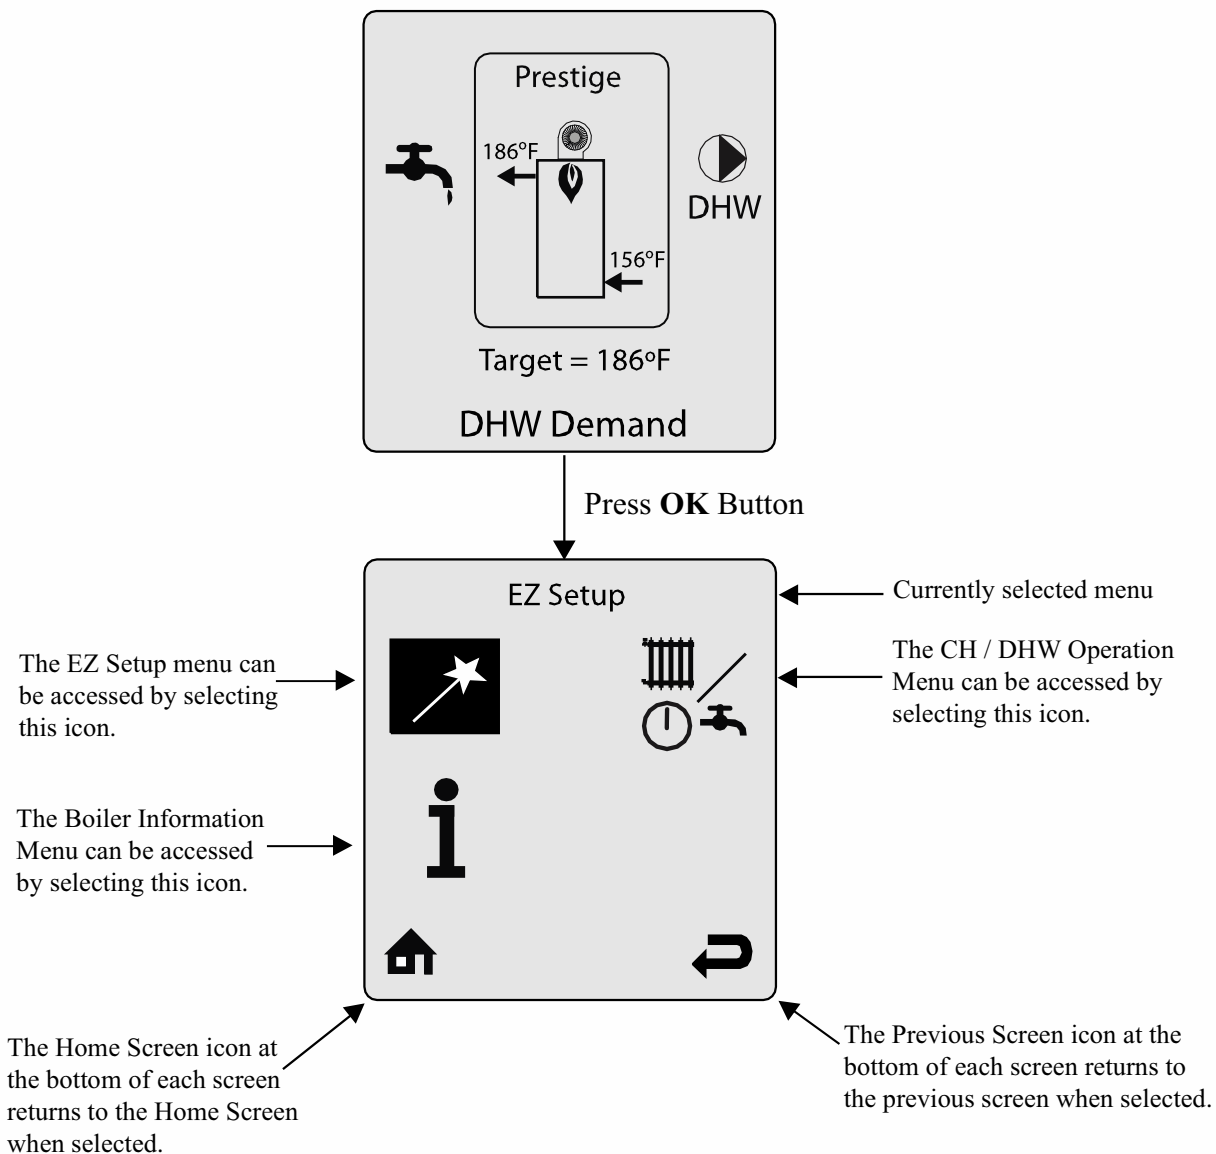 Prestige
186°F
DHW
156°F
Target = 186ºF
DHW Demand
Press OK Button
EZ Setup
Currently selected menu
The EZ Setup menu can
be accessed by selecting
this icon.
The CH / DHW Operation
Menu can be accessed by
selecting this icon.
The Boiler Information
Menu can be accessed
by selecting this icon.
The Home Screen icon at
the bottom of each screen
returns to the Home Screen
when selected.
The Previous Screen icon at the
bottom of each screen returns to
the previous screen when selected.